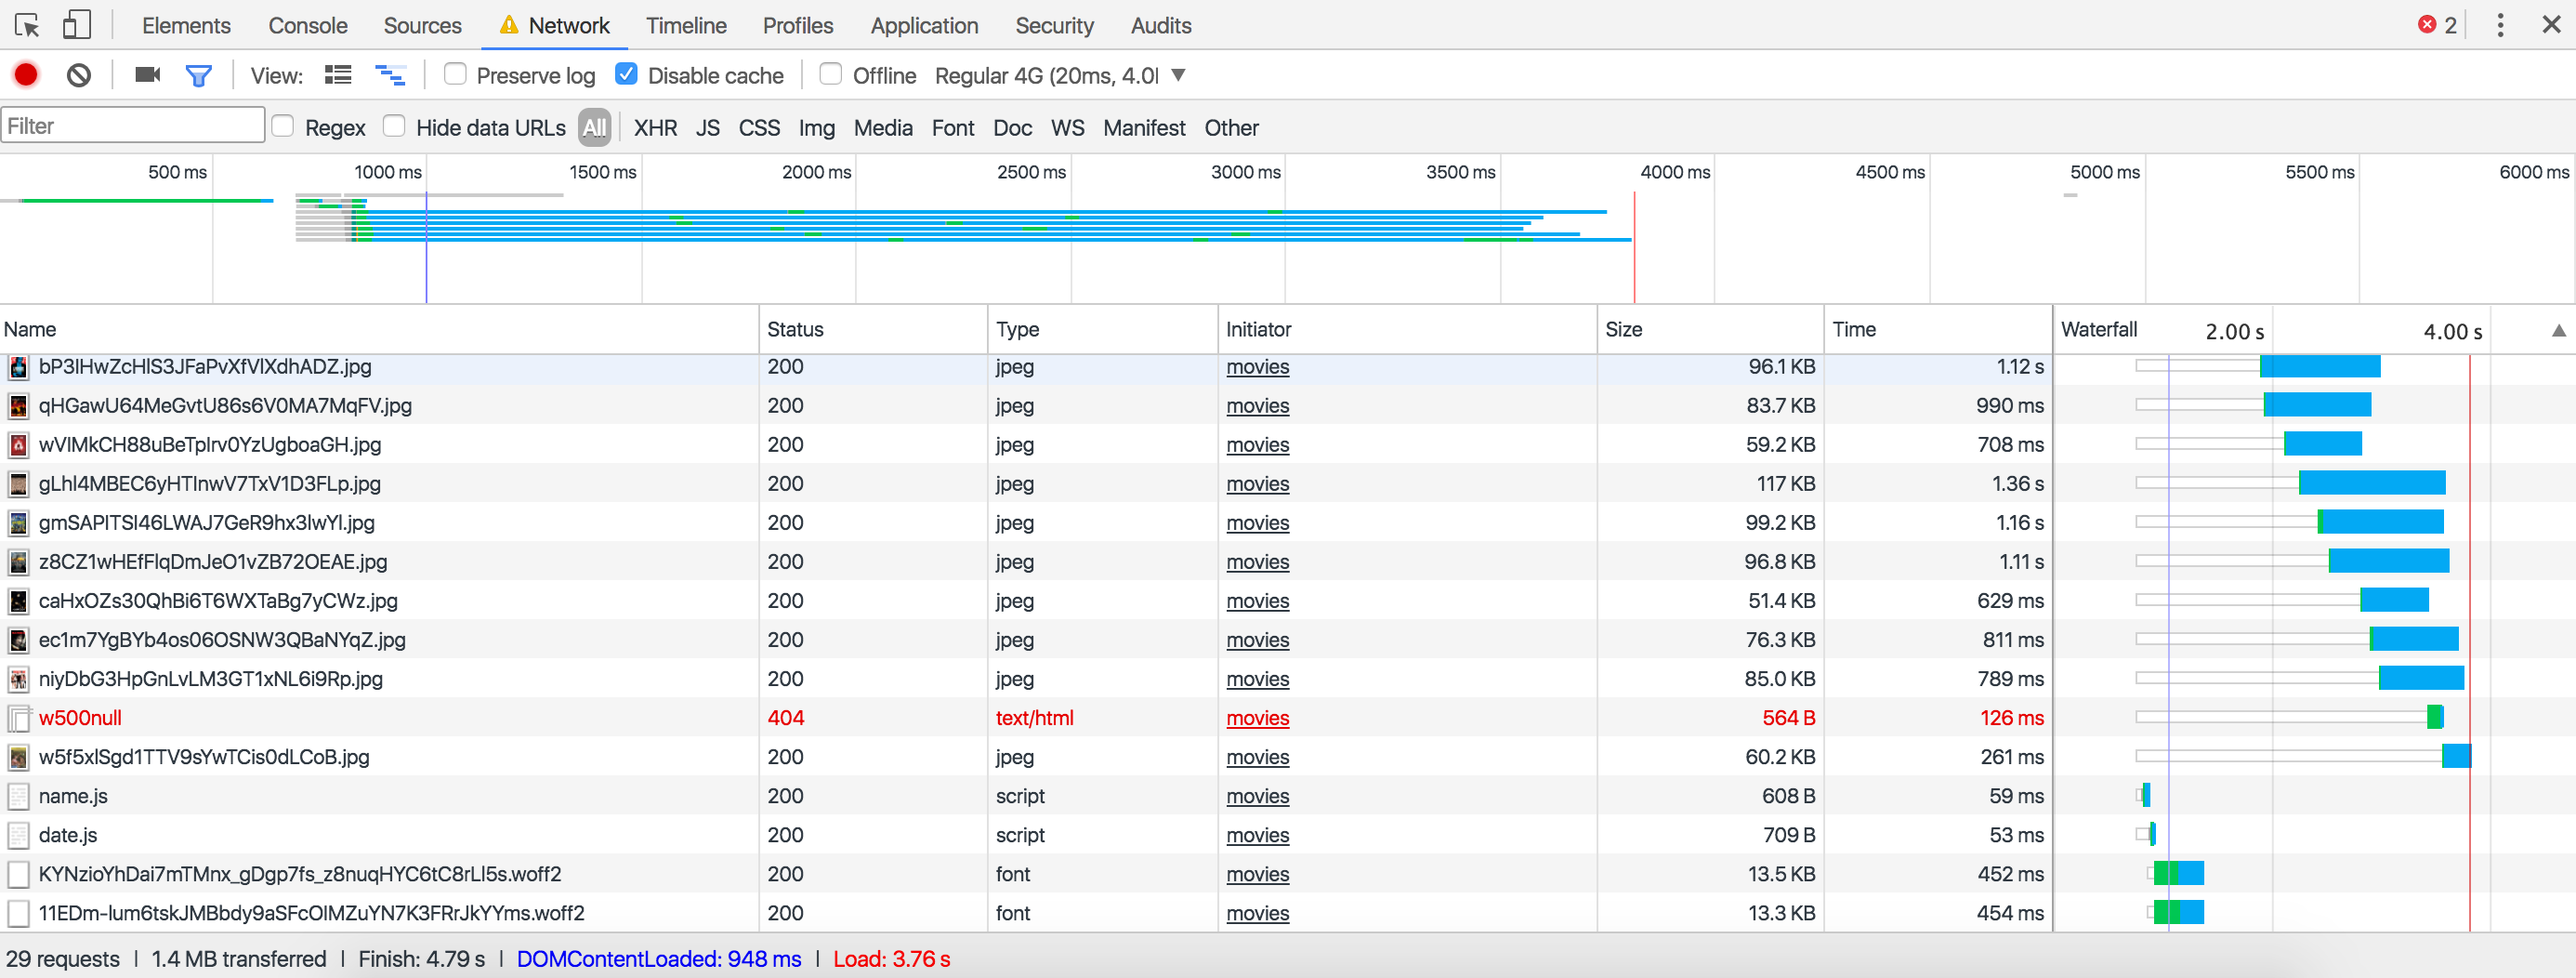 Elements Console Sources Network Timeline Profiles Application Security Audits 2
View: Preserve log Disable cache Offline Regular 4G (20ms, 4.0
Filter Regex Hide data URLs All XHR JS CSS Img Media Font Doc WS Manifest Other
500 ms 1000 ms 1500 ms 2000 ms 2500 ms 3000 ms 3500 ms 4000 ms 4500 ms 5000 ms 5500 ms 6000 ms
Name Status Type Initiator Size Time Waterfall 2.00 s 4.00 s
bP3lHwZcHlS3JFaPvXfVlXdhADZ.jpg 200 jpeg movies 96.1 KB 1.12 s
qHGawU64MeGvtU86s6V0MA7MqFV.jpg 200 jpeg movies 83.7 KB 990 ms
wVlMkCH88uBeTpIrv0YzUgboaGH.jpg 200 jpeg movies 59.2 KB 708 ms
gLhl4MBEC6yHTInwV7TxV1D3FLp.jpg 200 jpeg movies 117 KB 1.36 s
gmSAPITSl46LWAJ7GeR9hx3lwYl.jpg 200 jpeg movies 99.2 KB 1.16 s
z8CZ1wHEfFlqDmJeO1vZB72OEAE.jpg 200 jpeg movies 96.8 KB 1.11 s
caHxOZs30QhBi6T6WXTaBg7yCWz.jpg 200 jpeg movies 51.4 KB 629 ms
ec1m7YgBYb4os06OSNW3QBaNYqZ.jpg 200 jpeg movies 76.3 KB 811 ms
niyDbG3HpGnLvLM3GT1xNL6i9Rp.jpg 200 jpeg movies 85.0 KB 789 ms
w500null 404 text/html movies 564 B 126 ms
w5f5xlSgd1TTV9sYwTCis0dLCoB.jpg 200 jpeg movies 60.2 KB 261 ms
name.js 200 script movies 608 B 59 ms
date.js 200 script movies 709 B 53 ms
KYNzioYhDai7mTMnx_gDgp7fs_z8nuqHYC6tC8rLl5s.woff2 200 font movies 13.5 KB 452 ms
11EDm-lum6tskJMBbdy9aSFcOlMZuYN7K3FRrJkYYms.woff2 200 font movies 13.3 KB 454 ms
29 requests | 1.4 MB transferred | Finish: 4.79 s | DOMContentLoaded: 948 ms | Load: 3.76 s